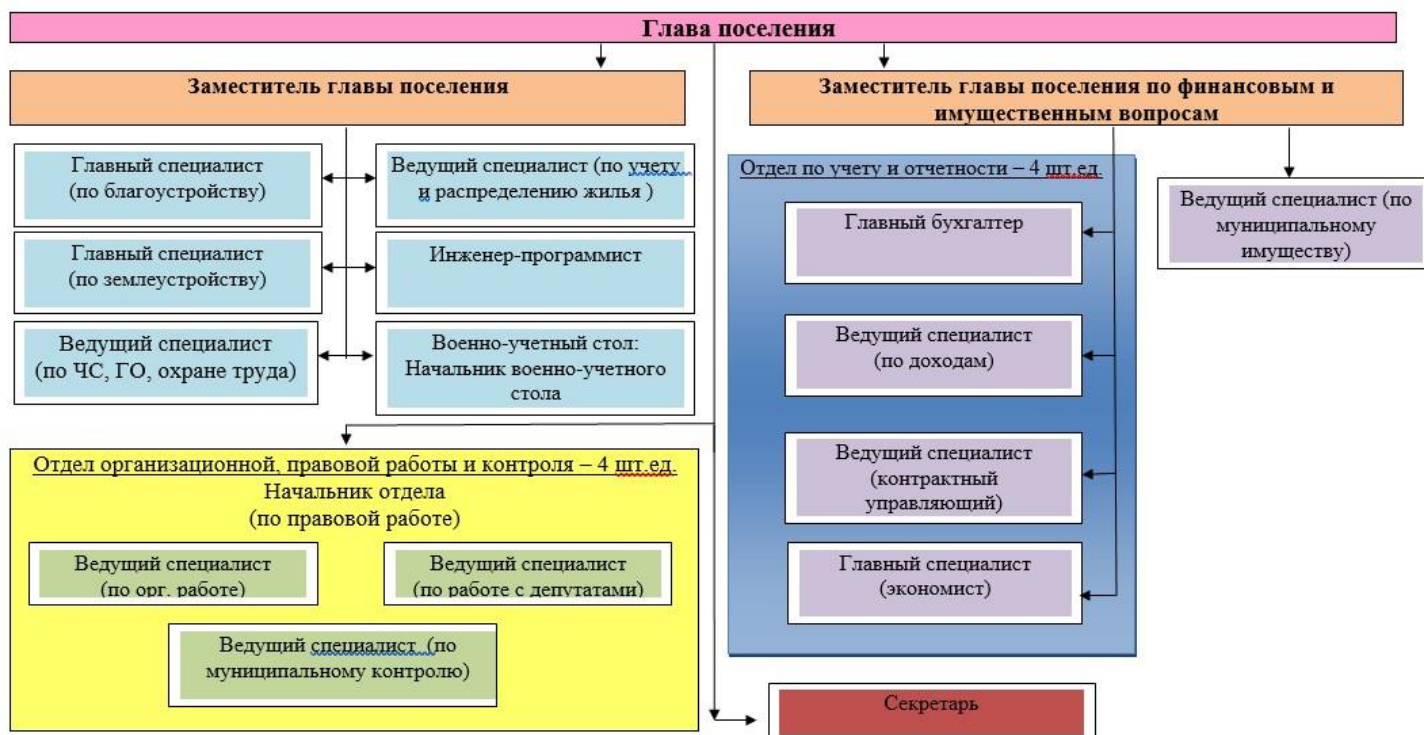 Глава поселения
Заместитель главы поселения
Заместитель главы поселения по финансовым и
имущественным вопросам
Главный специалист
(по благоустройству)
Ведущий специалист (по учету
и распределению жилья )
Главный специалист
(по землеустройству)
Инженер-программист
Ведущий специалист
(по ЧС, ГО, охране труда)
Военно-учетный стол:
Начальник военно-учетного
стола
Отдел по учету и отчетности – 4 шт.ед.
Главный бухгалтер
Ведущий специалист
(по доходам)
Ведущий специалист
(контрактный
управляющий)
Главный специалист
(экономист)
Ведущий специалист (по
муниципальному
имуществу)
Отдел организационной, правовой работы и контроля – 4 шт.ед.
Начальник отдела
(по правовой работе)
Ведущий специалист
(по орг. работе)
Ведущий специалист
(по работе с депутатами)
Ведущий специалист (по
муниципальному контролю)
Секретарь